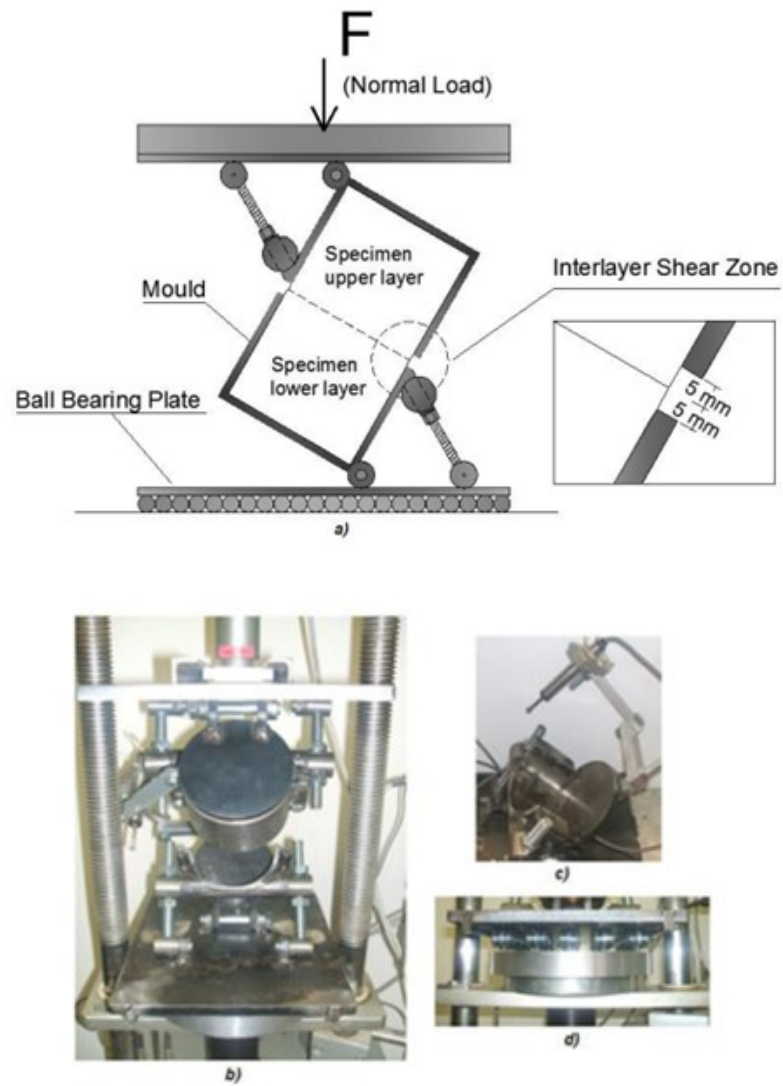 F
(Normal Load)
Specimen
upper layer
Interlayer Shear Zone
Mould
Specimen
lower layer
5 mm
5 mm
Ball Bearing Plate
a)
b)
c)
d)